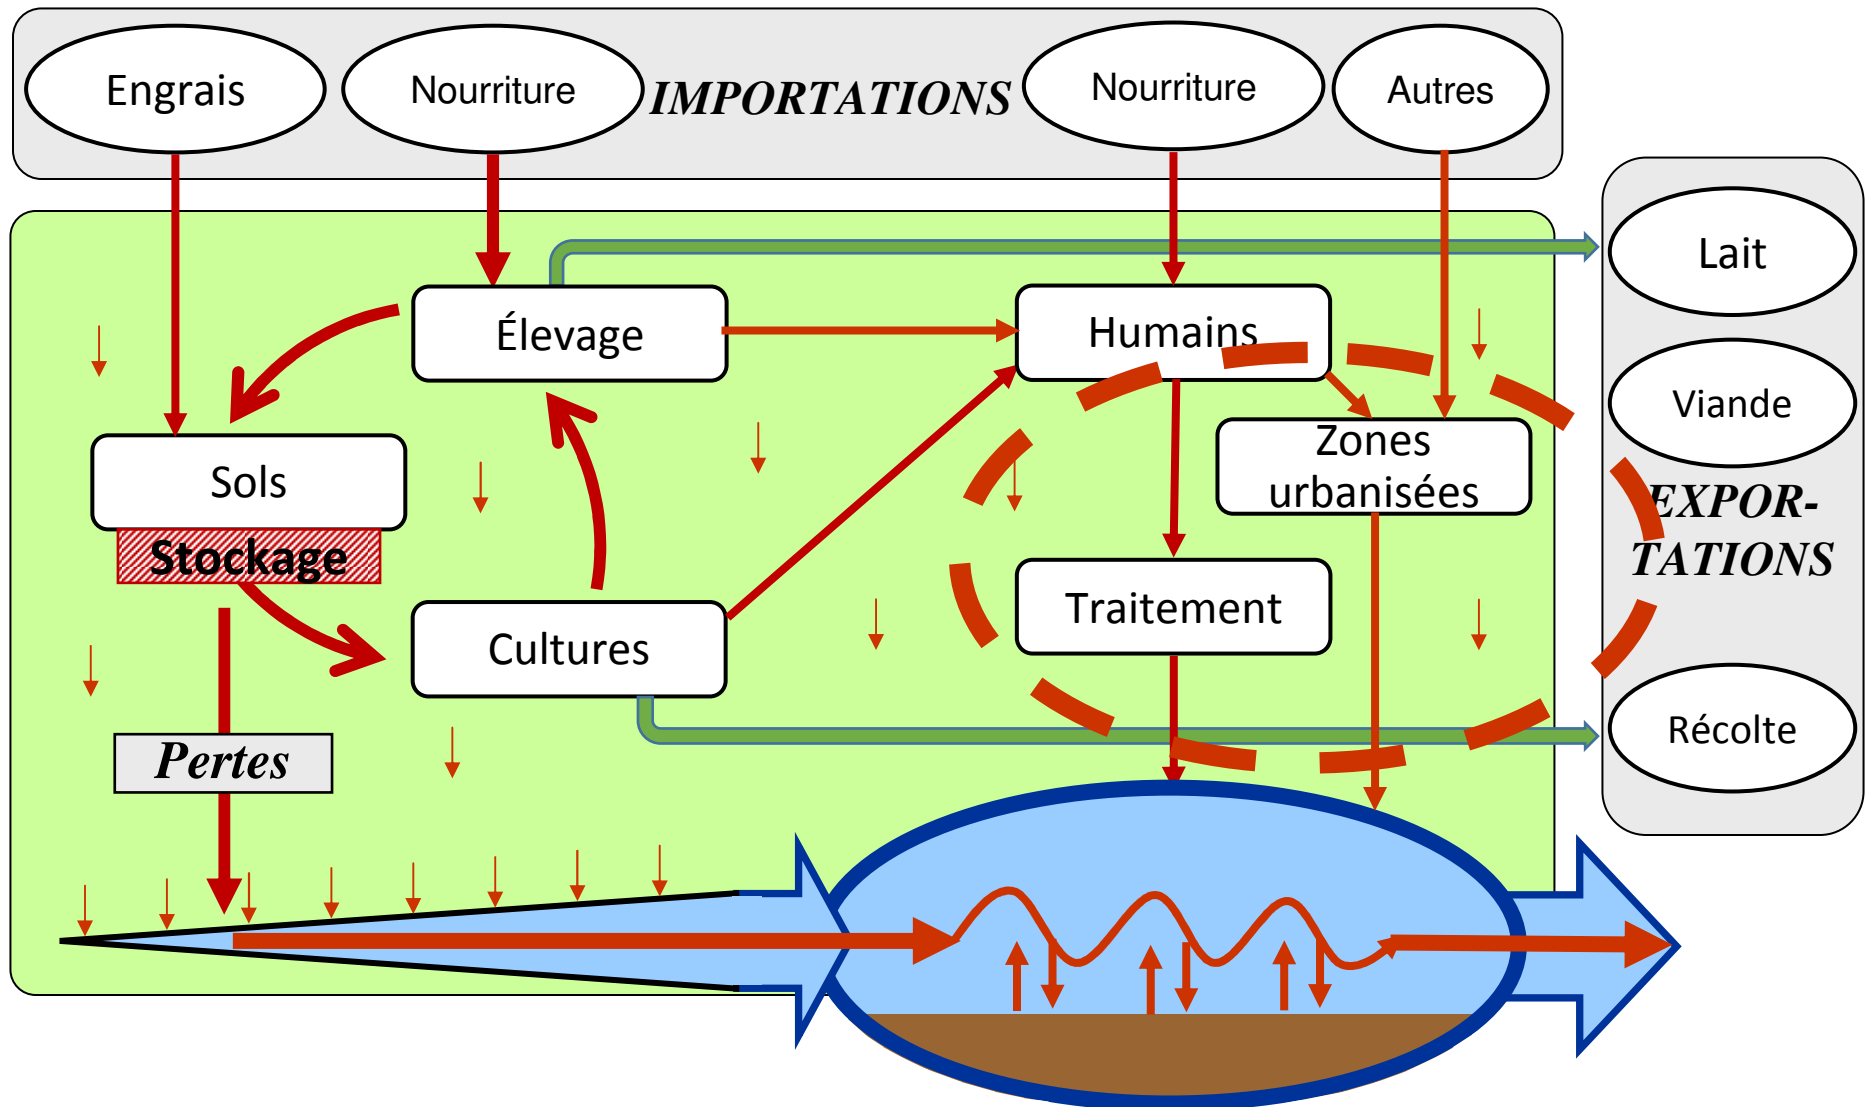 Engrais
Nourriture
IMPORTATIONS
Nourriture
Autres
Lait
Élevage
Humains
Viande
Sols
Zones
urbanisées
EXPOR-
TATIONS
Stockage
Traitement
Cultures
Récolte
Pertes